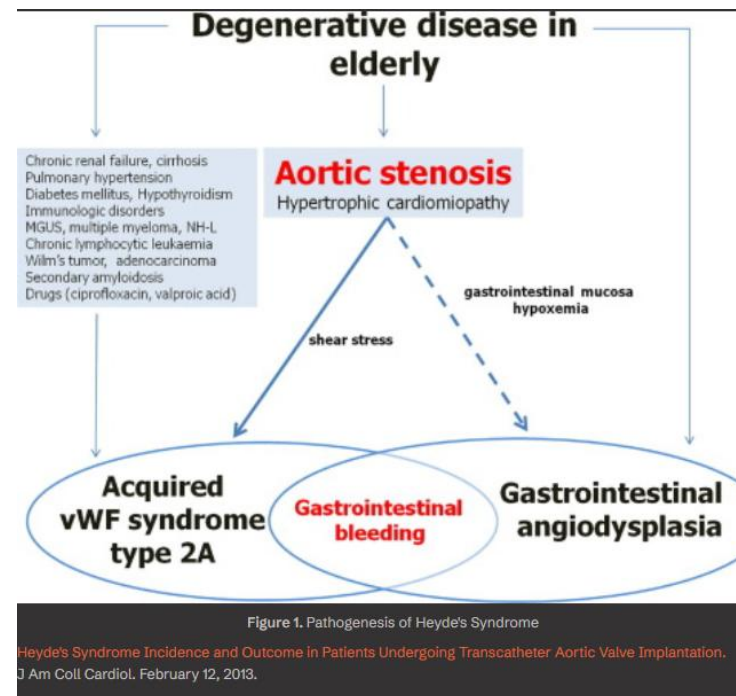 Degenerative disease in
elderly
Chronic renal failure, cirrhosis
Pulmonary hypertension
Diabetes mellitus, Hypothyroidism
Immunologic disorders
MGUS, multiple myeloma, NH-L
Chronic lymphocytic leukaemia
Wilm's tumor, adenocarcinoma
Secondary amyloidosis
Drugs (ciprofloxacin, valproic acid)
Aortic stenosis
Hypertrophic cardiomiopathy
gastrointestinal mucosa
hypoxemia
shear stress
Acquired
vWF syndrome
type 2A
Gastrointestinal
bleeding
Gastrointestinal
angiodysplasia
Figure 1. Pathogenesis of Heyde's Syndrome
Heyde's Syndrome Incidence and Outcome in Patients Undergoing Transcatheter Aortic Valve Implantation.
J Am Coll Cardiol. February 12, 2013.